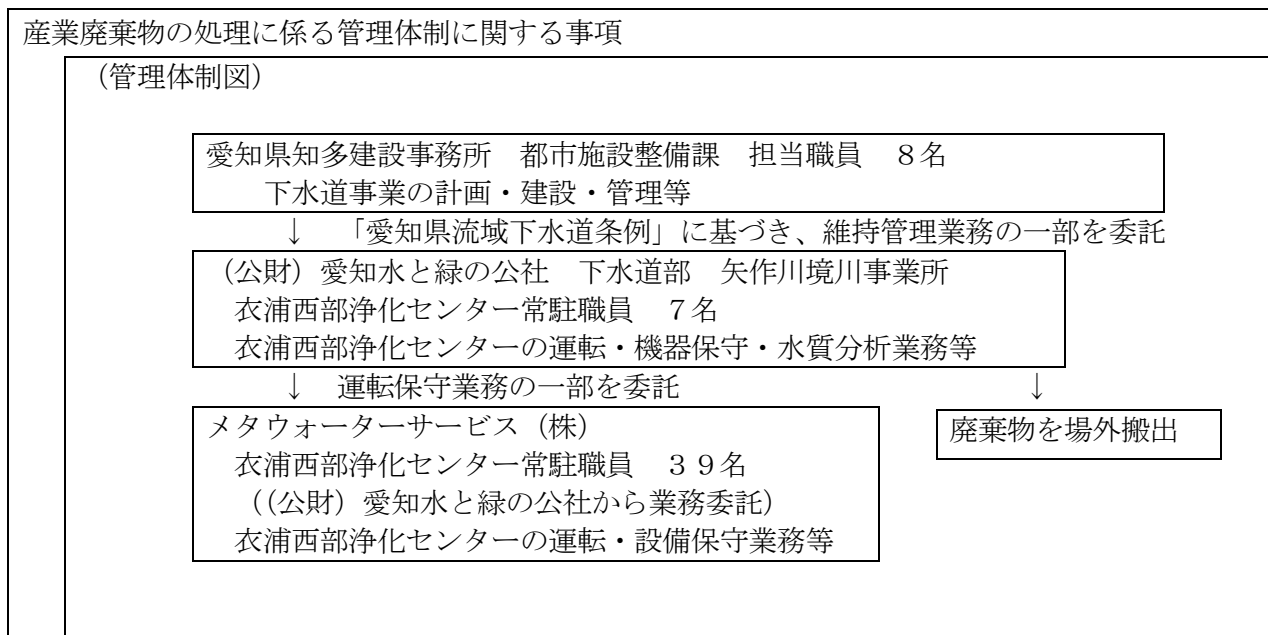 産業廃棄物の処理に係る管理体制に関する事項
（管理体制図）
愛知県知多建設事務所　都市施設整備課　担当職員　８名
下水道事業の計画・建設・管理等
↓　「愛知県流域下水道条例」に基づき、維持管理業務の一部を委託
（公財）愛知水と緑の公社　下水道部　矢作川境川事業所
衣浦西部浄化センター常駐職員　７名
衣浦西部浄化センターの運転・機器保守・水質分析業務等
↓　運転保守業務の一部を委託　↓
メタウォーターサービス（株）
衣浦西部浄化センター常駐職員　３９名
（（公財）愛知水と緑の公社から業務委託）
衣浦西部浄化センターの運転・設備保守業務等
廃棄物を場外搬出